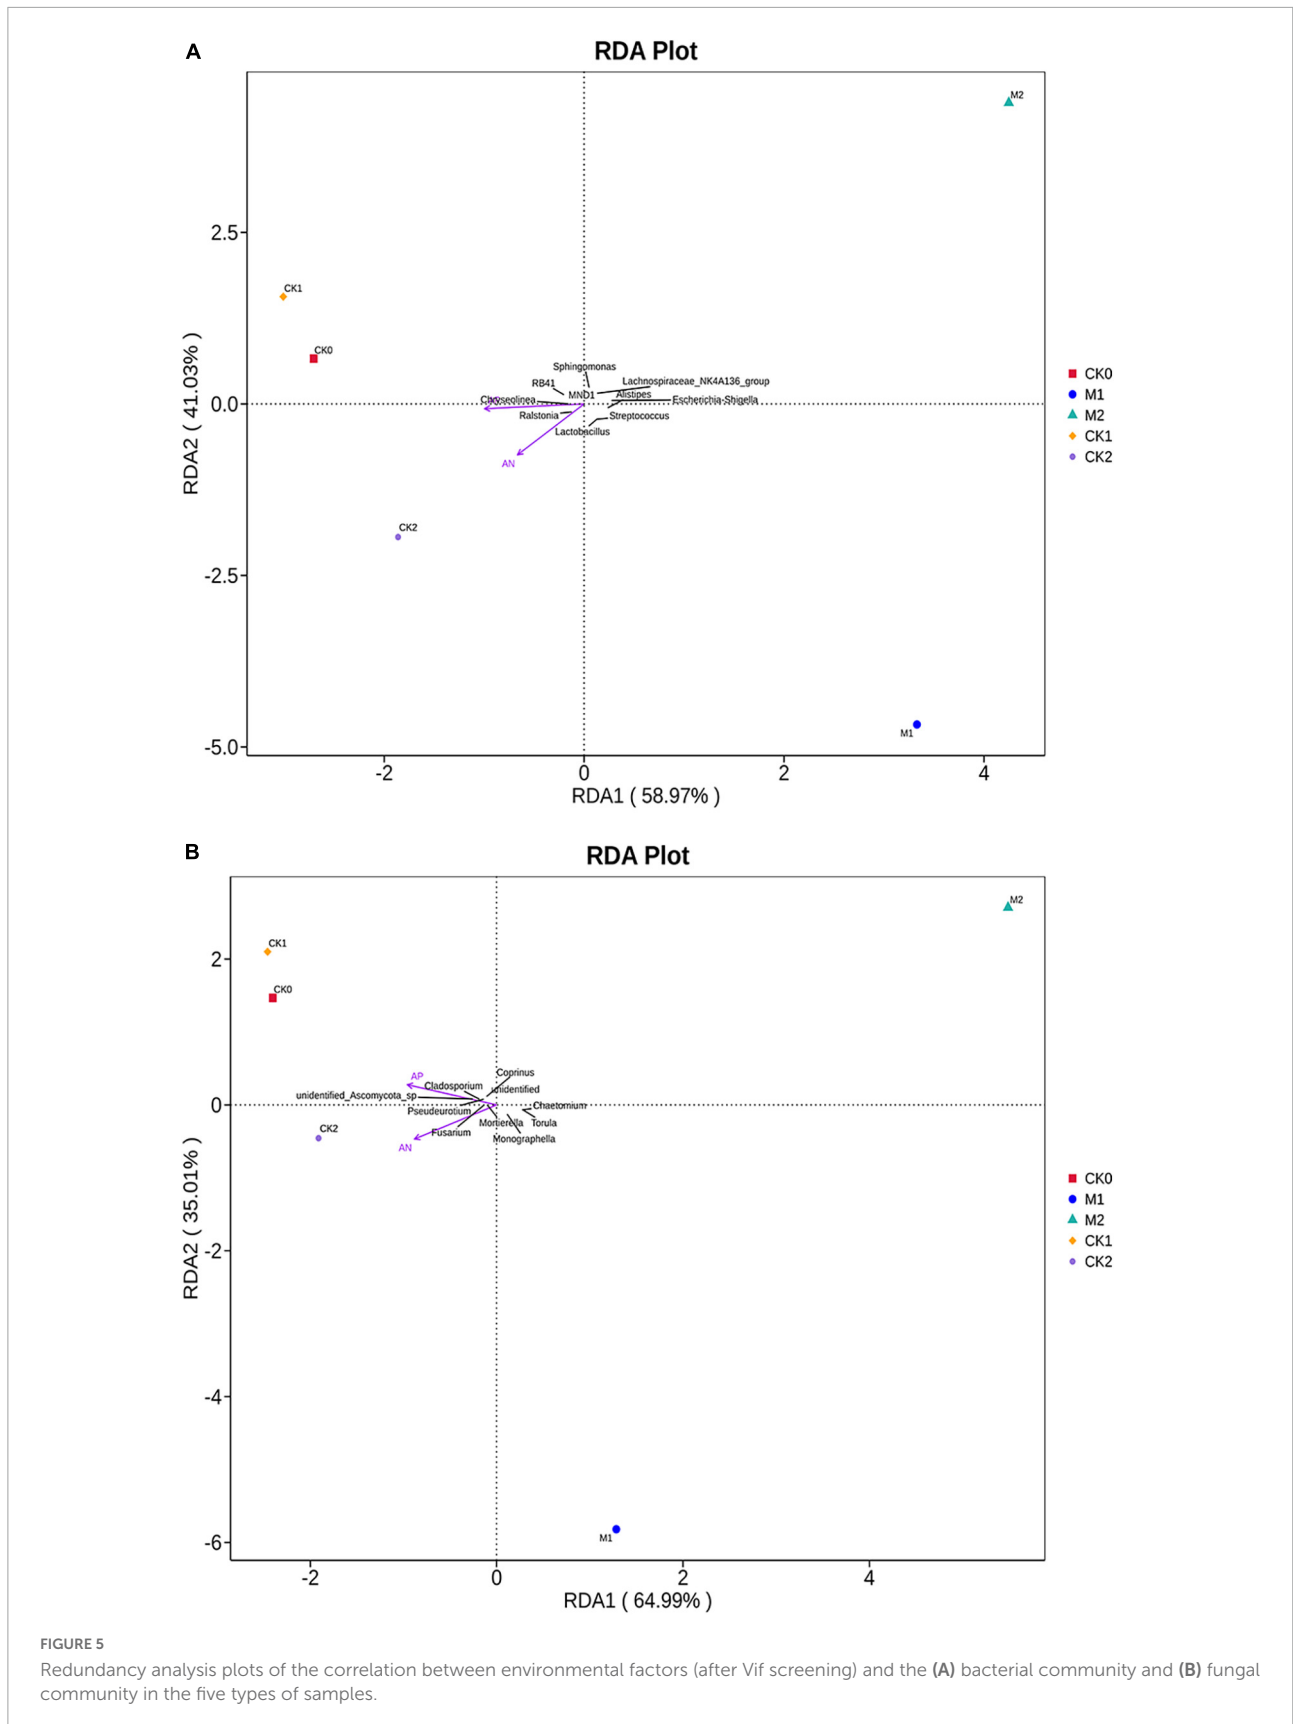 A
RDA Plot
M2
2.5
CK1
CK0
Sphingomonas
RB41
Lachnospiraceae_NK4A136_group
MND1
Alistipes
0.0
Chryseolinea
Escherichia-Shigella
Ralstonia
Streptococcus
Lactobacillus
AN
CK2
-2.5
M1
-5.0
-2 0 2 4
RDA1 ( 58.97% )
RDA2 ( 41.03% )
CK0
M1
M2
CK1
CK2
B
RDA Plot
M2
CK1
2
CK0
Coprinus
AP
Cladosporium
unidentified
unidentified_Ascomycota_sp
0
Pseudeurotium
Chaetomium
Mortierella
Torula
Fusarium
Monographella
AN
CK2
-2
-4
M1
-6
-2 0 2 4
RDA1 ( 64.99% )
RDA2 ( 35.01% )
CK0
M1
M2
CK1
CK2
FIGURE 5
Redundancy analysis plots of the correlation between environmental factors (after Vif screening) and the (A) bacterial community and (B) fungal
community in the five types of samples.